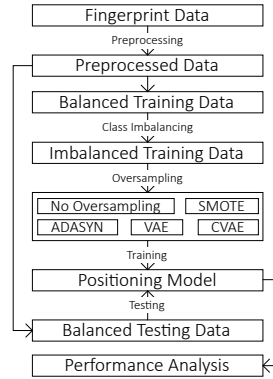 Fingerprint Data
Preprocessing
Preprocessed Data
Balanced Training Data
Class Imbalancing
Imbalanced Training Data
Oversampling
No Oversampling SMOTE
ADASYN VAE CVAE
Training
Positioning Model
Testing
Balanced Testing Data
Performance Analysis